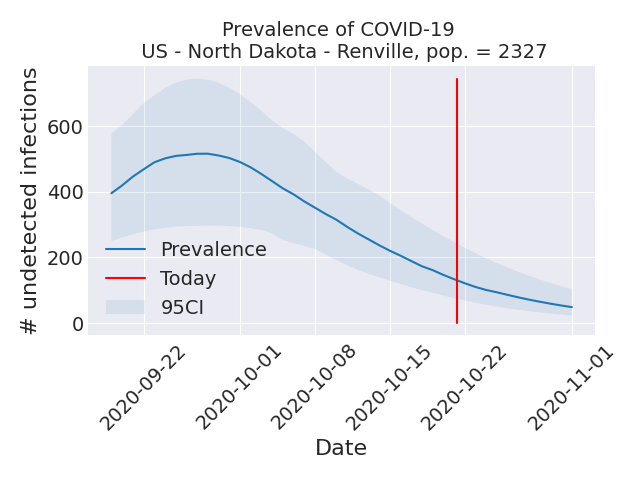 Prevalence of COVID-19
US - North Dakota - Renville, pop. = 2327
# undetected infections
600
400
200
0
Prevalence
Today
95CI
2020-09-22
2020-10-01
2020-10-08
2020-10-15
2020-10-22
2020-11-01
Date